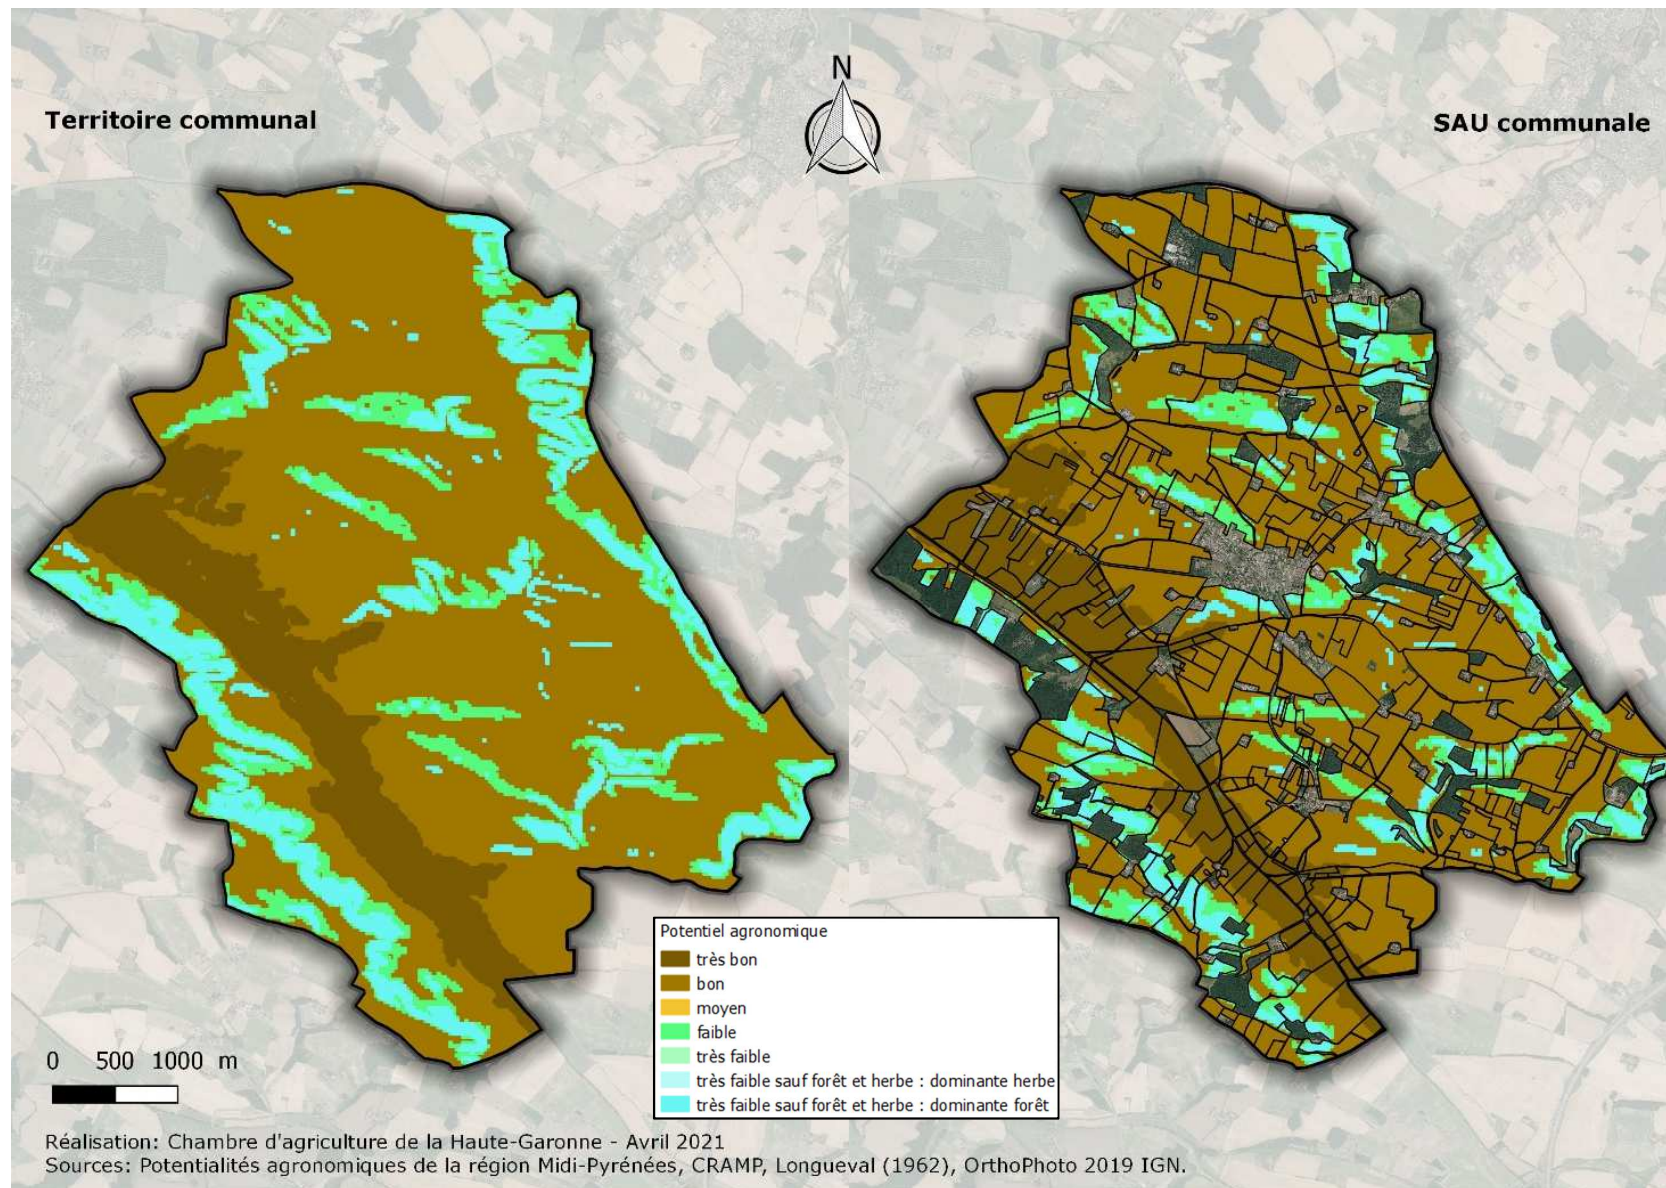 N
Territoire communal
SAU communale
Potentiel agronomique
très bon
bon
moyen
faible
très faible
très faible sauf forêt et herbe : dominante herbe
très faible sauf forêt et herbe : dominante forêt
0 500 1000 m
Réalisation: Chambre d'agriculture de la Haute-Garonne - Avril 2021
Sources: Potentialités agronomiques de la région Midi-Pyrénées, CRAMP, Longueval (1962), OrthoPhoto 2019 IGN.